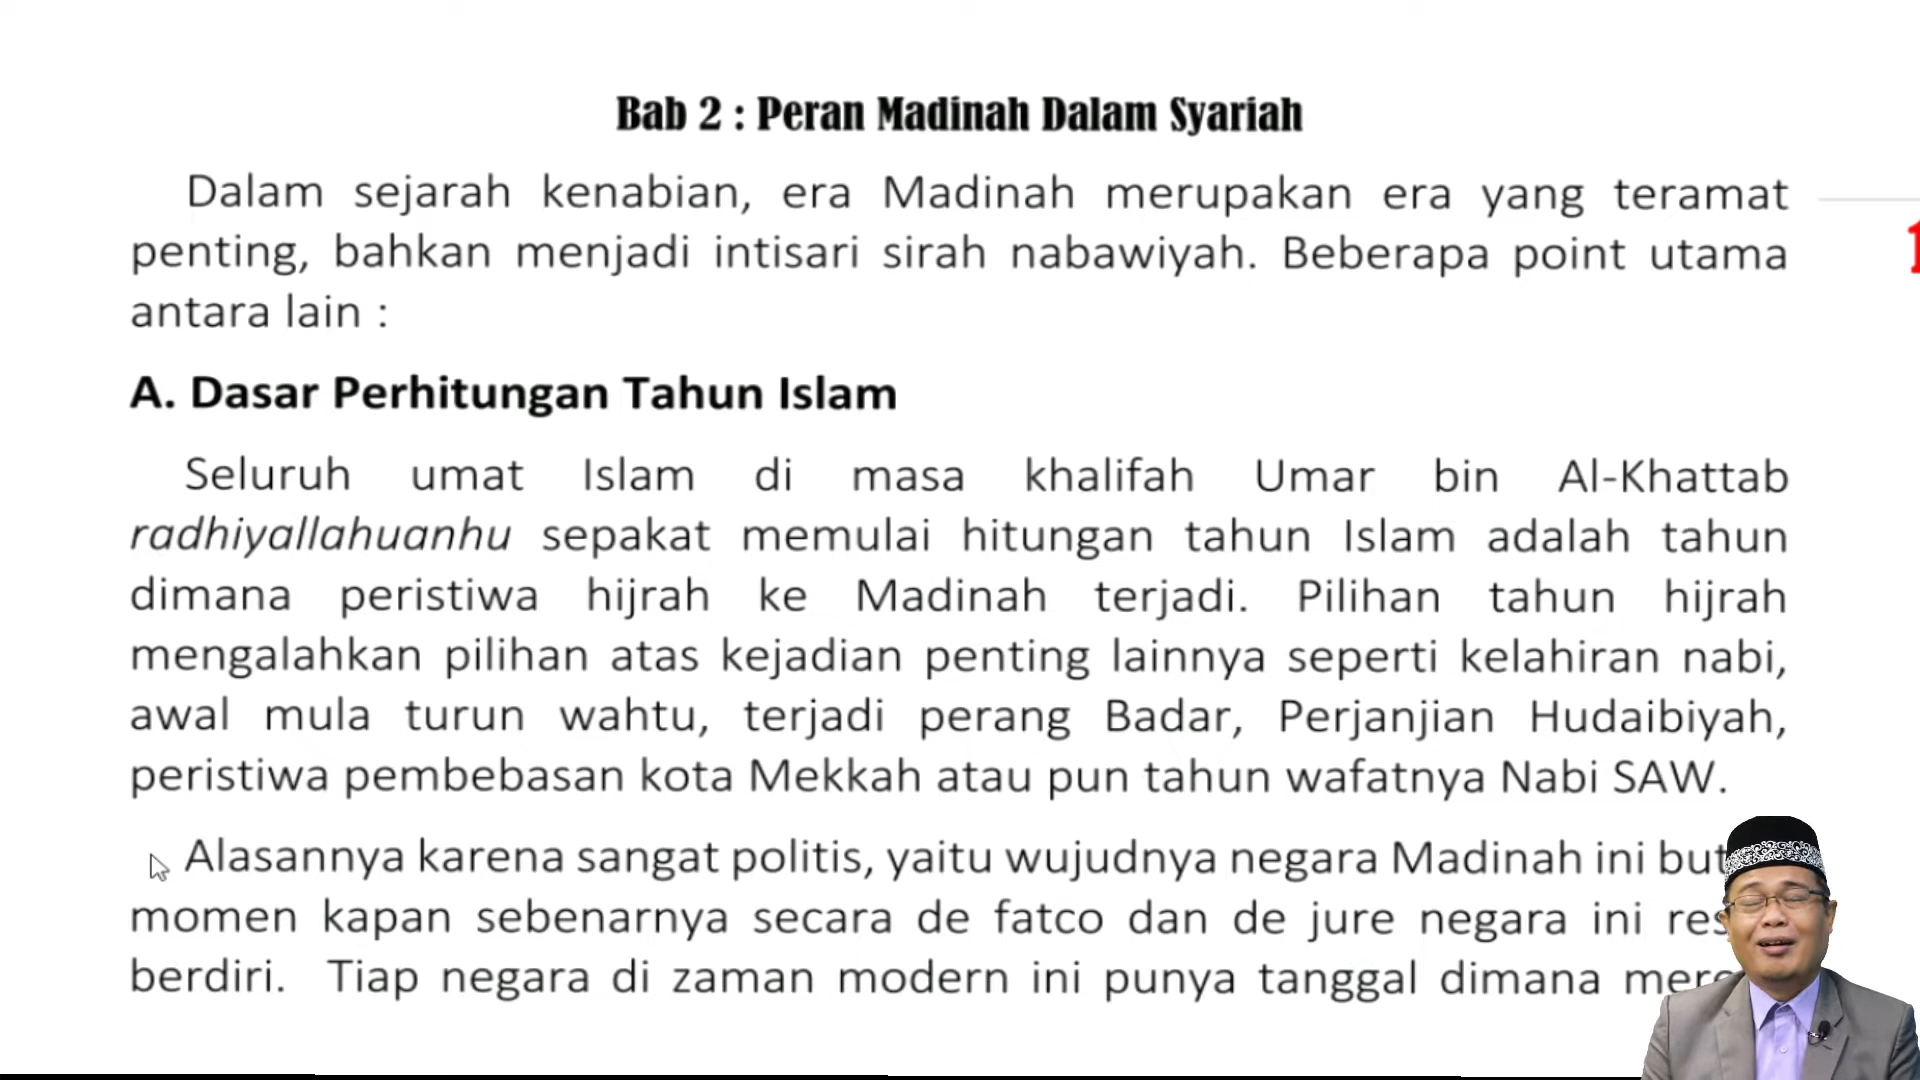 Bab 2 : Peran Madinah Dalam Syariah
Dalam sejarah kenabian, era Madinah merupakan era yang teramat
penting, bahkan menjadi intisari sirah nabawiyah. Beberapa point utama
antara lain :
A. Dasar Perhitungan Tahun Islam
Seluruh umat Islam di masa khalifah Umar bin Al-Khattab
radhiyallahuanhu sepakat memulai hitungan tahun Islam adalah tahun
dimana peristiwa hijrah ke Madinah terjadi. Pilihan tahun hijrah
mengalahkan pilihan atas kejadian penting lainnya seperti kelahiran nabi,
awal mula turun wahtu, terjadi perang Badar, Perjanjian Hudaibiyah,
peristiwa pembebasan kota Mekkah atau pun tahun wafatnya Nabi SAW.
Alasannya karena sangat politis, yaitu wujudnya negara Madinah ini
momen kapan sebenarnya secara de fatco dan de jure negara ini
berdiri. Tiap negara di zaman modern ini punya tanggal dimana